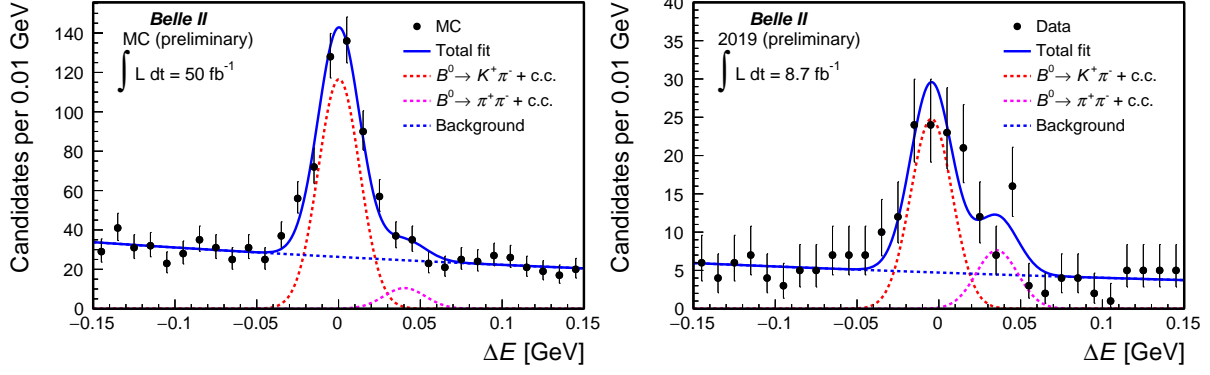 Belle II
MC (preliminary)
∫ L dt = 50 fb⁻¹
MC
Total fit
B⁰→ K⁺π⁻ + c.c.
B⁰→ π⁺π⁻ + c.c.
Background
Candidates per 0.01 GeV
140
120
100
80
60
40
20
0
−0.15 −0.1 −0.05 0 0.05 0.1 0.15
ΔE [GeV]
Belle II
2019 (preliminary)
∫ L dt = 8.7 fb⁻¹
Data
Total fit
B⁰→ K⁺π⁻ + c.c.
B⁰→ π⁺π⁻ + c.c.
Background
Candidates per 0.01 GeV
40
35
30
25
20
15
10
5
0
−0.15 −0.1 −0.05 0 0.05 0.1 0.15
ΔE [GeV]